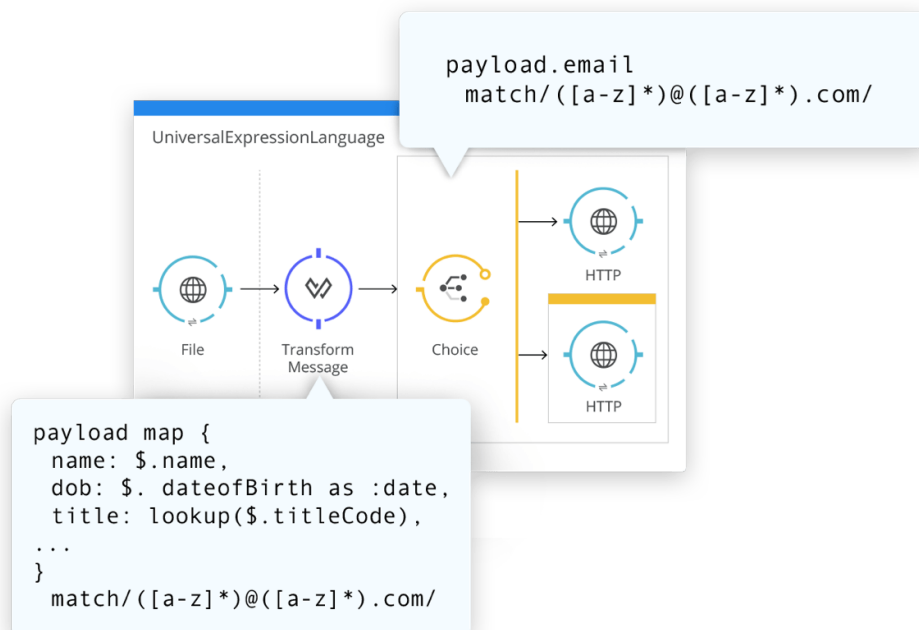 payload.email
match/([a-z]*)@([a-z]*).com/
UniversalExpressionLanguage
File
Transform
Message
Choice
HTTP
HTTP
payload map {
name: $.name,
dob: $. dateofBirth as :date,
title: lookup($.titleCode),
...
}
match/([a-z]*)@([a-z]*).com/